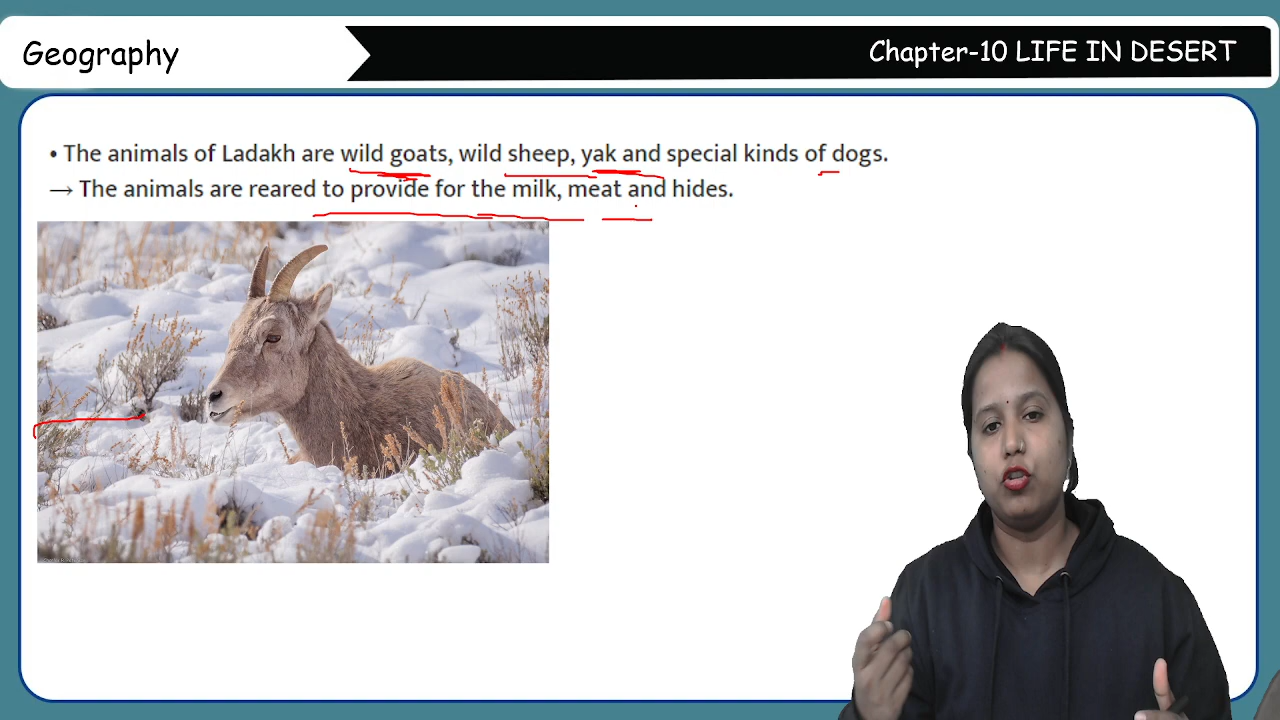 Geography
Chapter-10 LIFE IN DESERT
• The animals of Ladakh are wild goats, wild sheep, yak and special kinds of dogs.
→ The animals are reared to provide for the milk, meat and hides.